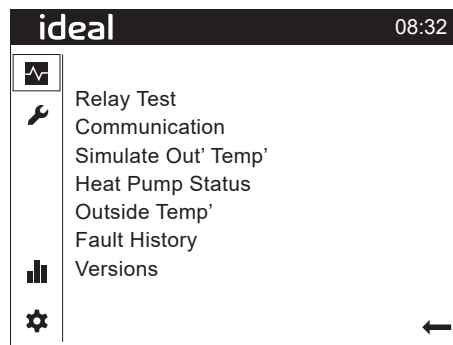 ideal 08:32
Relay Test
Communication
Simulate Out’ Temp’
Heat Pump Status
Outside Temp’
Fault History
Versions